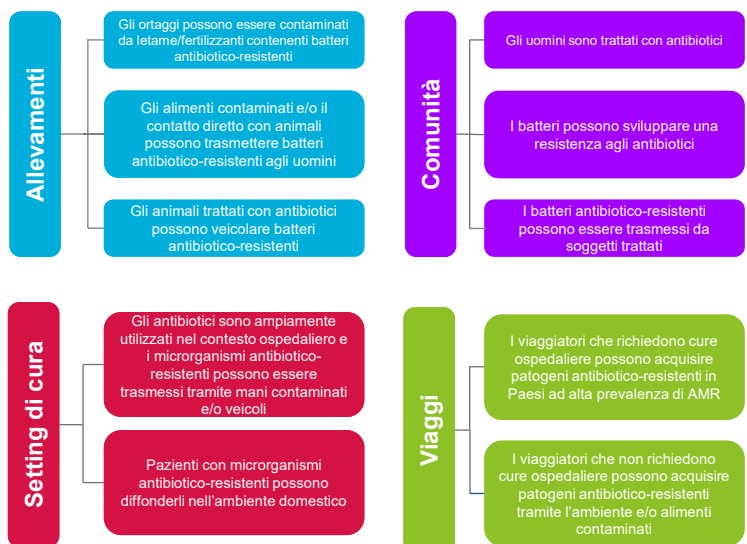 Allevamenti
Gli ortaggi possono essere contaminati
da letame/fertilizzanti contenenti batteri
antibiotico-resistenti
Gli alimenti contaminati e/o il
contatto diretto con animali
possono trasmettere batteri
antibiotico-resistenti agli uomini
Gli animali trattati con antibiotici
possono veicolare batteri
antibiotico-resistenti
Comunità
Gli uomini sono trattati con antibiotici
I batteri possono sviluppare una
resistenza agli antibiotici
I batteri antibiotico-resistenti
possono essere trasmessi da
soggetti trattati
Setting di cura
Gli antibiotici sono ampiamente
utilizzati nel contesto ospedaliero e
i microrganismi antibiotico-
resistenti possono essere
trasmessi tramite mani contaminati
e/o veicoli
Pazienti con microrganismi
antibiotico-resistenti possono
diffonderli nell'ambiente domestico
Viaggi
I viaggiatori che richiedono cure
ospedaliere possono acquisire
patogeni antibiotico-resistenti in
Paesi ad alta prevalenza di AMR
I viaggiatori che non richiedono
cure ospedaliere possono acquisire
patogeni antibiotico-resistenti
tramite l'ambiente e/o alimenti
contaminati